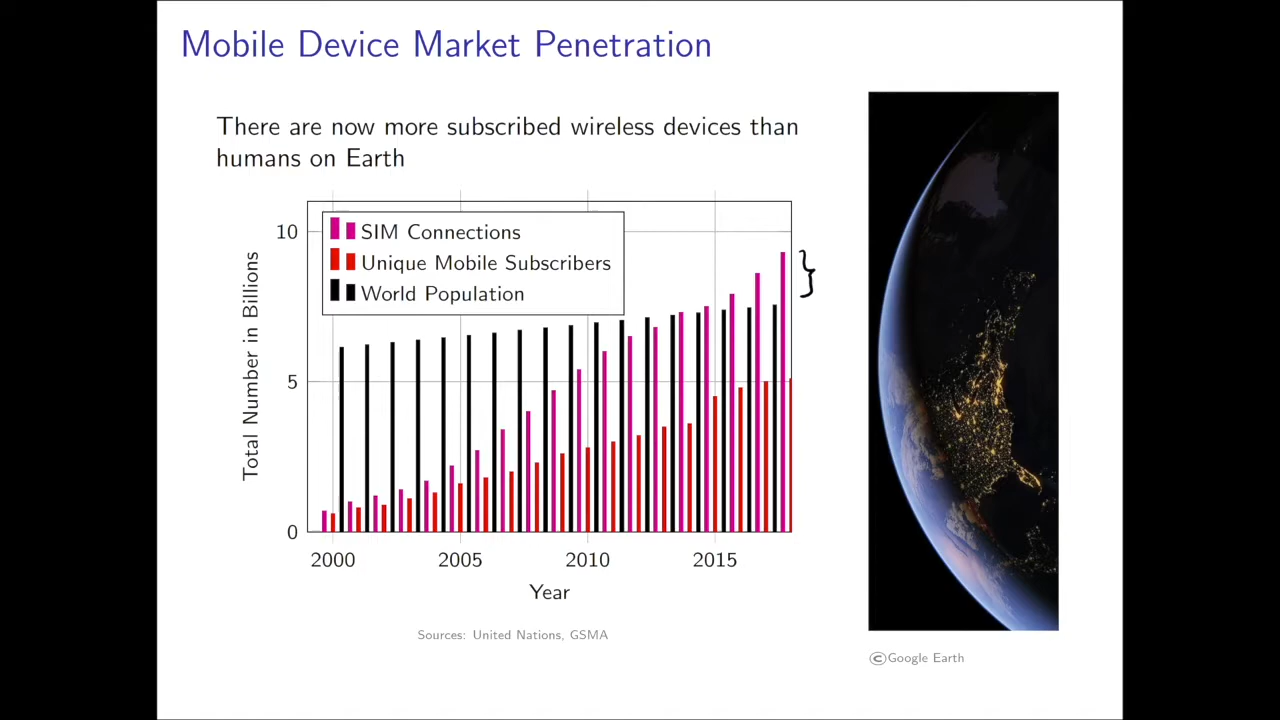 Mobile Device Market Penetration
There are now more subscribed wireless devices than
humans on Earth
10
5
0
Total Number in Billions
SIM Connections
Unique Mobile Subscribers
World Population
2000 2005 2010 2015
Year
Sources: United Nations, GSMA
©Google Earth